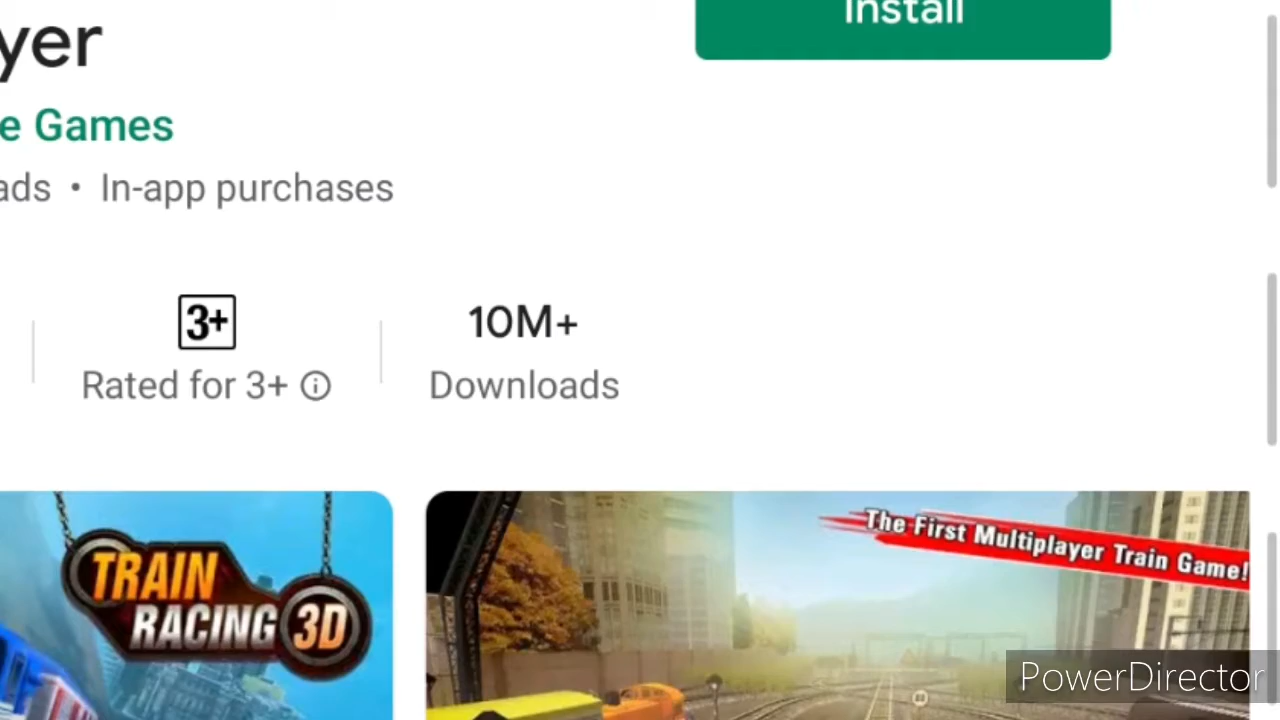 Install
yer
e Games
ads • In-app purchases
3+
Rated for 3+
10M+
Downloads
TRAIN
RACING 3D
The First Multiplayer Train Game!
PowerDirector